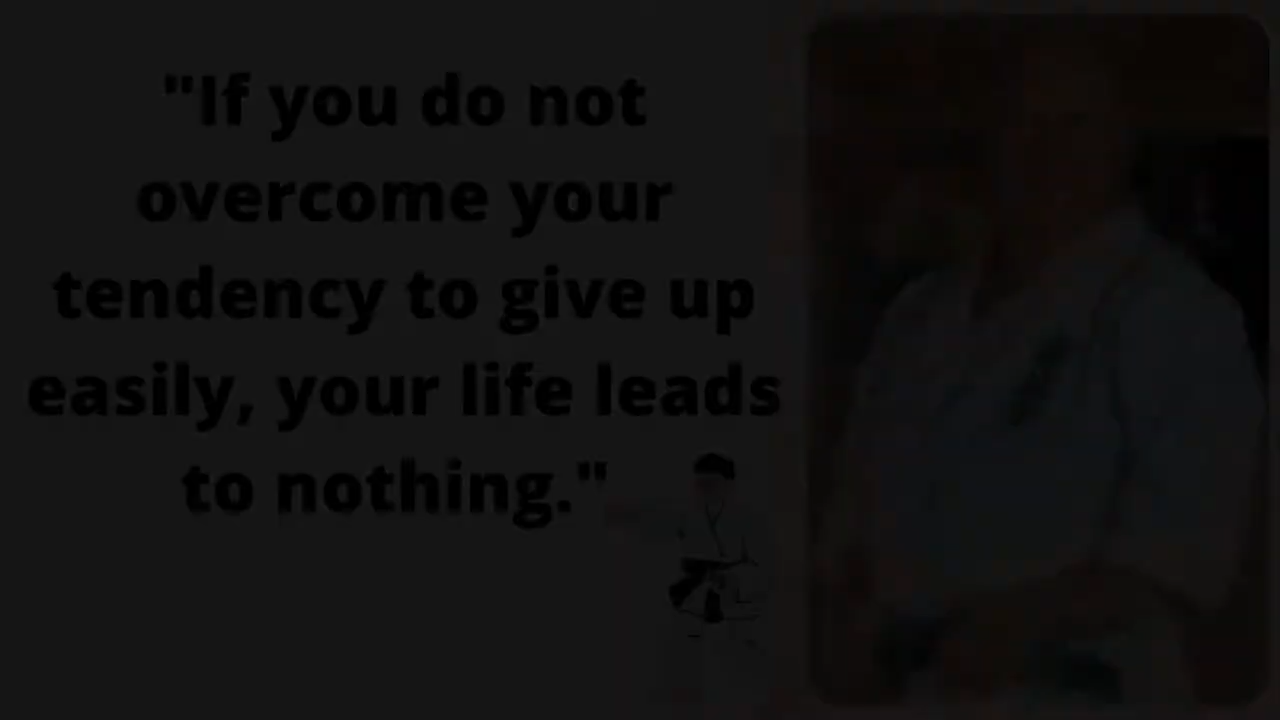 "If you do not
overcome your
tendency to give up
easily, your life leads
to nothing."